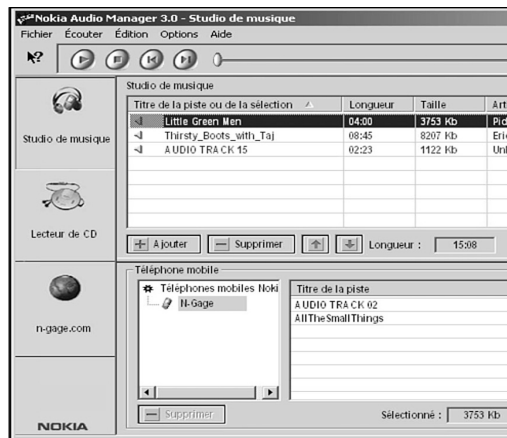 Nokia Audio Manager 3.0 - Studio de musique
Fichier Écouter Édition Options Aide
Studio de musique
Titre de la piste ou de la sélection Longueur Taille Art
Little Green Men 04:00 3753 Kb Pid
Thirsty_Boots_with_Taj 08:45 8207 Kb Eric
AUDIO TRACK 15 02:23 1122 Kb Unl
Ajouter Supprimer Longueur : 15:08
Studio de musique
Lecteur de CD
n-gage.com
NOKIA
Téléphone mobile
Téléphones mobiles Noki
N-Gage
Titre de la piste
AUDIO TRACK 02
AllTheSmallThings
Supprimer
Sélectionné : 3753 Kb